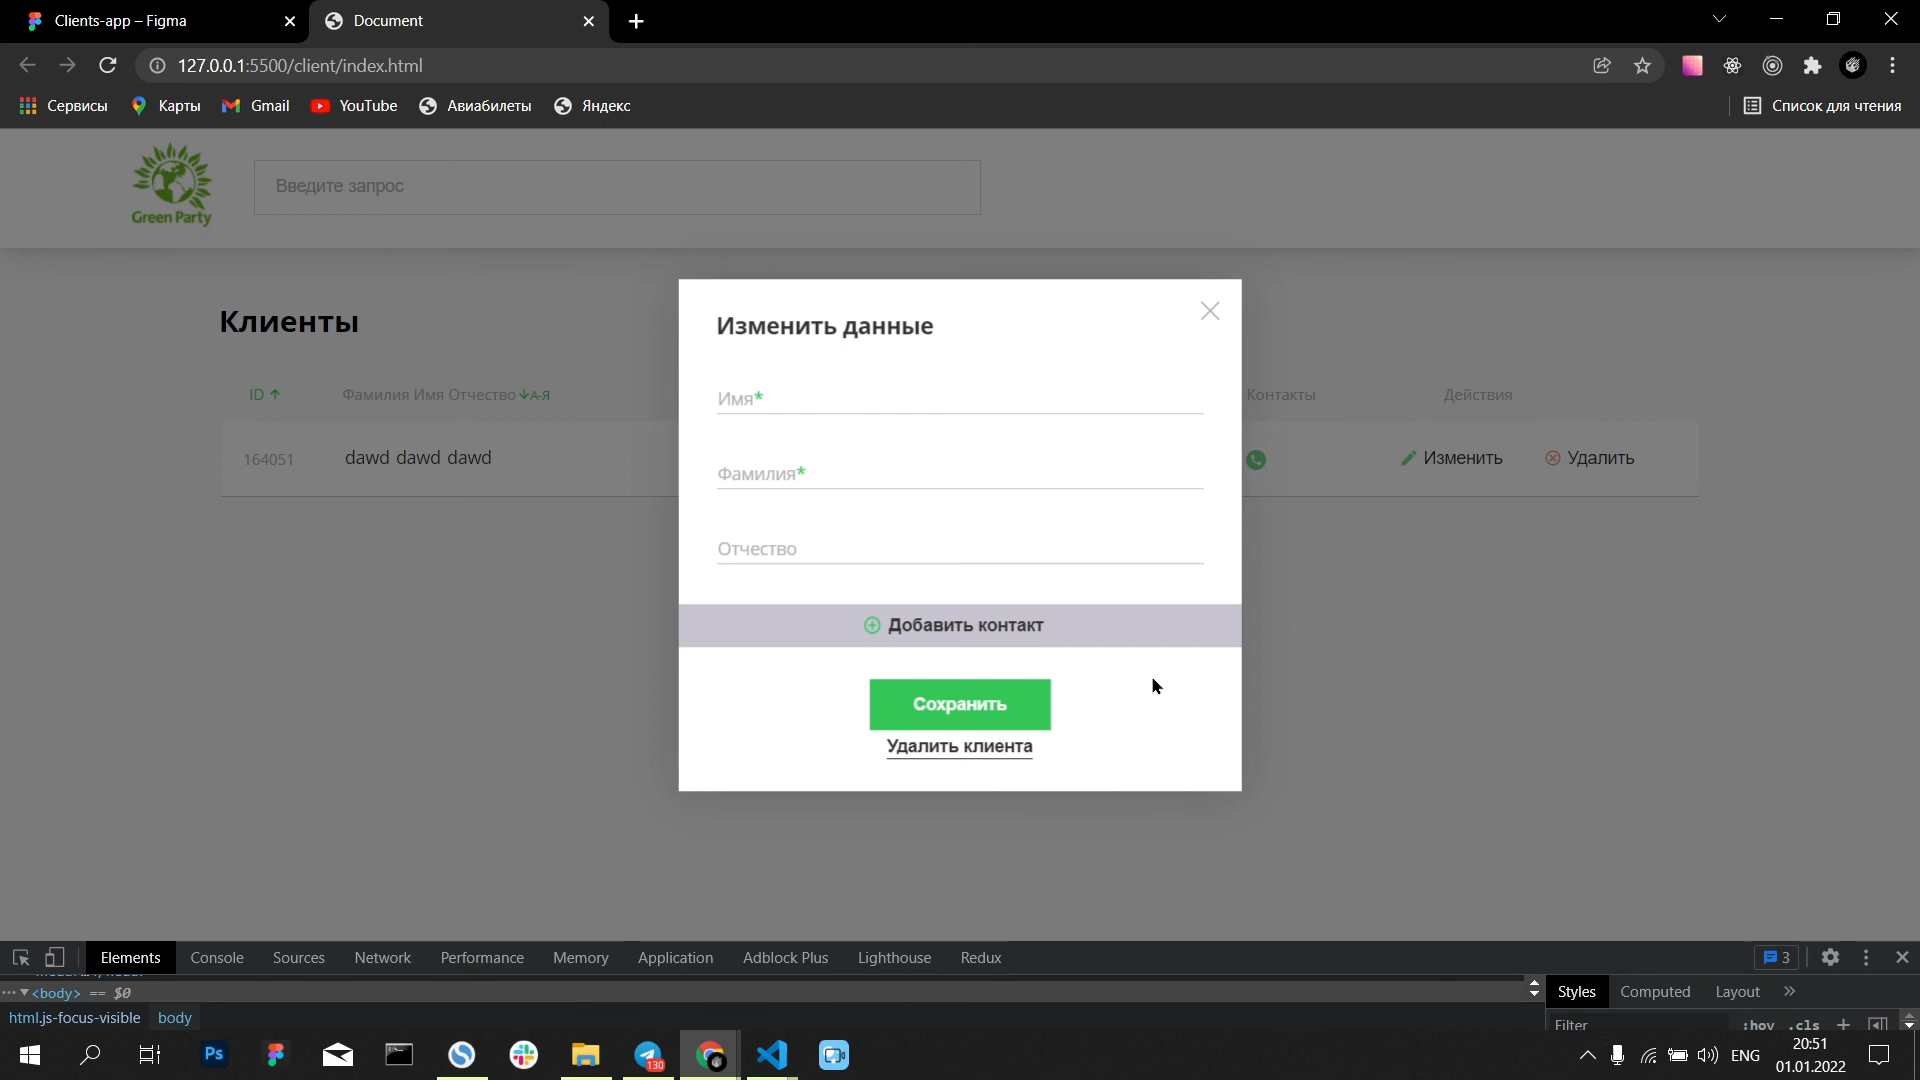 Clients-app – Figma
Document
127.0.0.1:5500/client/index.html
Сервисы
Карты
Gmail
YouTube
Авиабилеты
Яндекс
Список для чтения
Green Party
Введите запрос
Клиенты
ID
Фамилия Имя Отчество А-Я
Контакты
Действия
164051
dawd dawd dawd
Изменить
Удалить
Изменить данные
Имя*
Фамилия*
Отчество
Добавить контакт
Сохранить
Удалить клиента
Elements
Console
Sources
Network
Performance
Memory
Application
Adblock Plus
Lighthouse
Redux
3
<body> == $0
Styles
Computed
Layout
html.js-focus-visible
body
Filter
:hov
.cls
Ps
130
ENG
20:51
01.01.2022